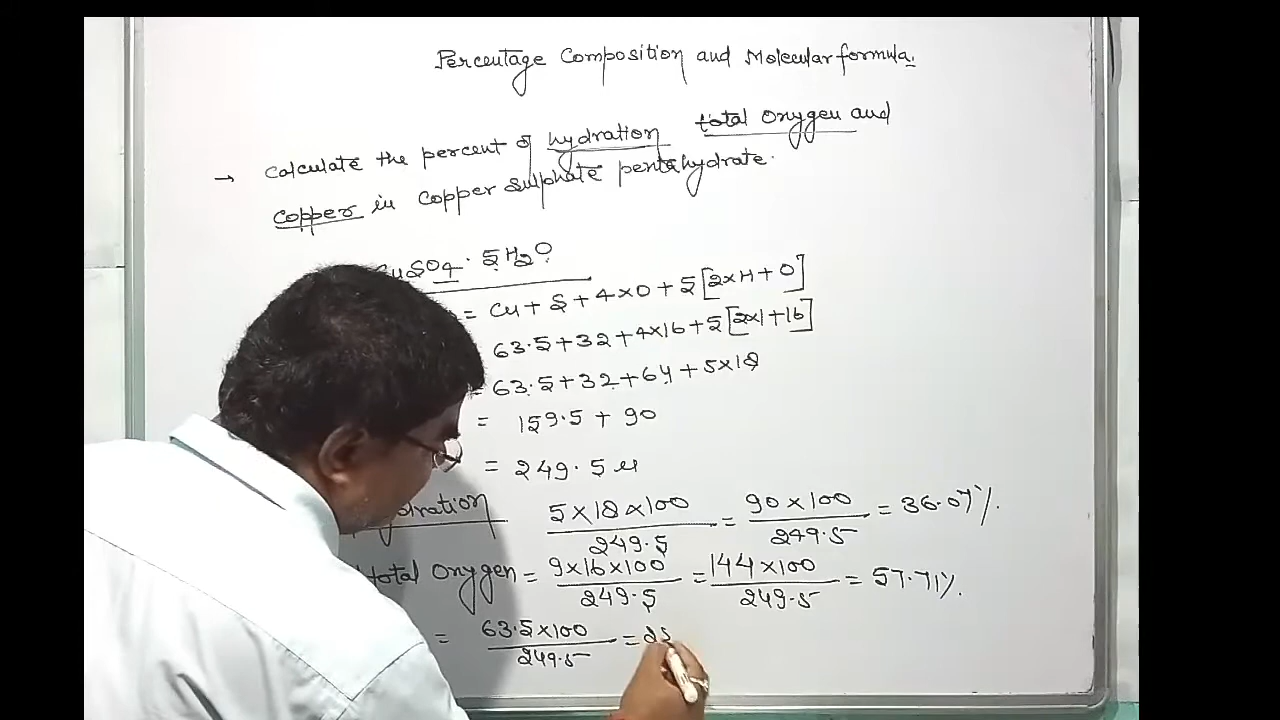 Percentage Composition and Molecular formula.
→ Calculate the percent of hydration total oxygen and
copper in copper sulphate pentahydrate.
CuSO4 · 5H2O
= Cu + S + 4×O + 5[2×H + O]
63.5 + 32 + 4×16 + 5[2×1 + 16]
= 63.5 + 32 + 64 + 5×18
= 159.5 + 90
= 249.5 u
5×18×100 / 249.5 = 90×100 / 249.5 = 36.07%.
total oxygen = 9×16×100 / 249.5 = 144×100 / 249.5 = 57.71%.
= 63.5×100 / 249.5 =